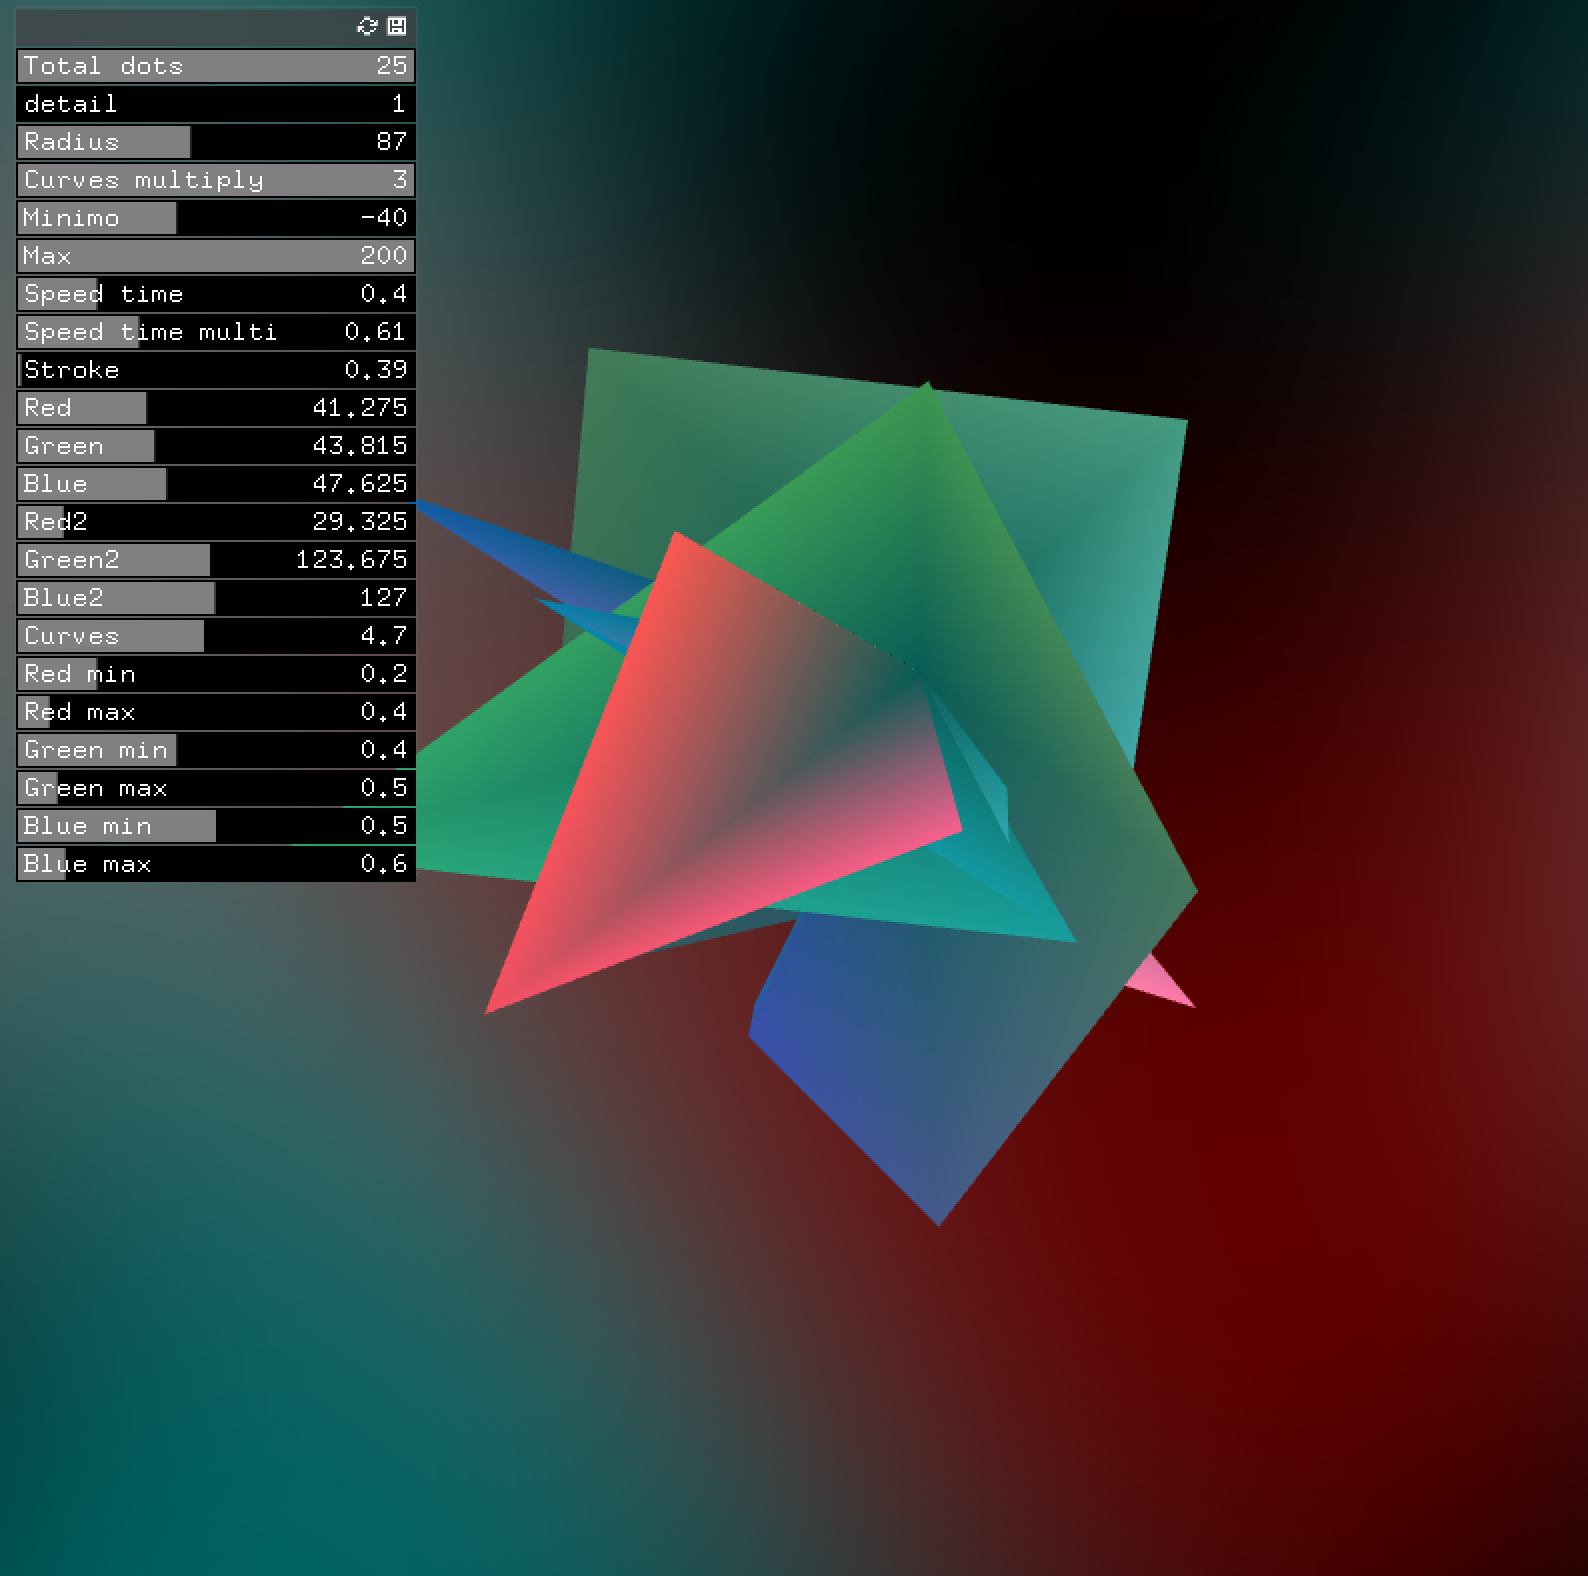 Total dots 25
detail 1
Radius 87
Curves multiply 3
Minimo -40
Max 200
Speed time 0.4
Speed time multi 0.61
Stroke 0.39
Red 41.275
Green 43.815
Blue 47.625
Red2 29.325
Green2 123.675
Blue2 127
Curves 4.7
Red min 0.2
Red max 0.4
Green min 0.4
Green max 0.5
Blue min 0.5
Blue max 0.6